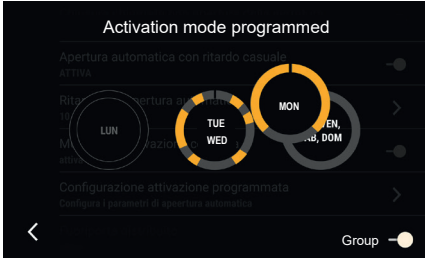 Activation mode programmed
Apertura automatica con ritardo casuale
ATTIVA
LUN
TUE
WED
MON
EN,
B, DOM
Configurazione attivazione programmata
Configura i parametri di apertura automatica
Group